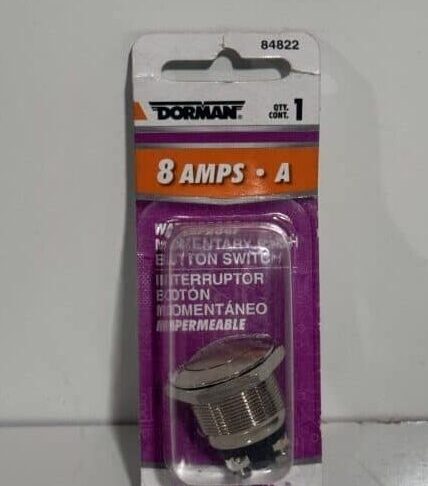 84822
DORMAN®
QTY. CONT. 1
8 AMPS • A
MOMENTARY
BUTTON SWITCH
INTERRUPTOR
BOTÓN
MOMENTÁNEO
IMPERMEABLE